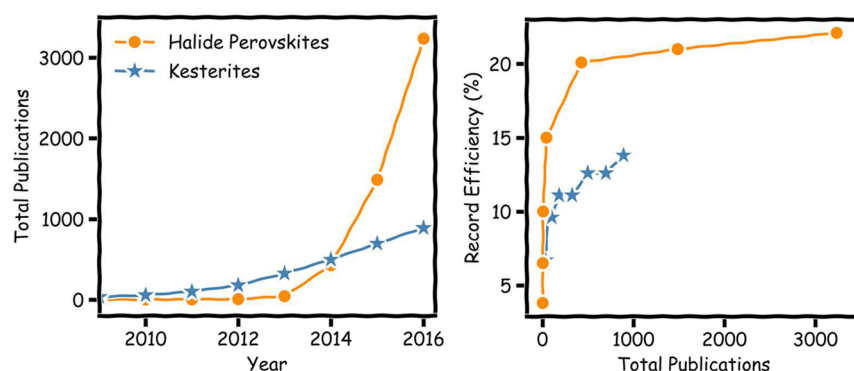 Halide Perovskites
Kesterites
Total Publications
3000
2000
1000
0
2010
2012
2014
2016
Year
Record Efficiency (%)
20
15
10
5
0
1000
2000
3000
Total Publications